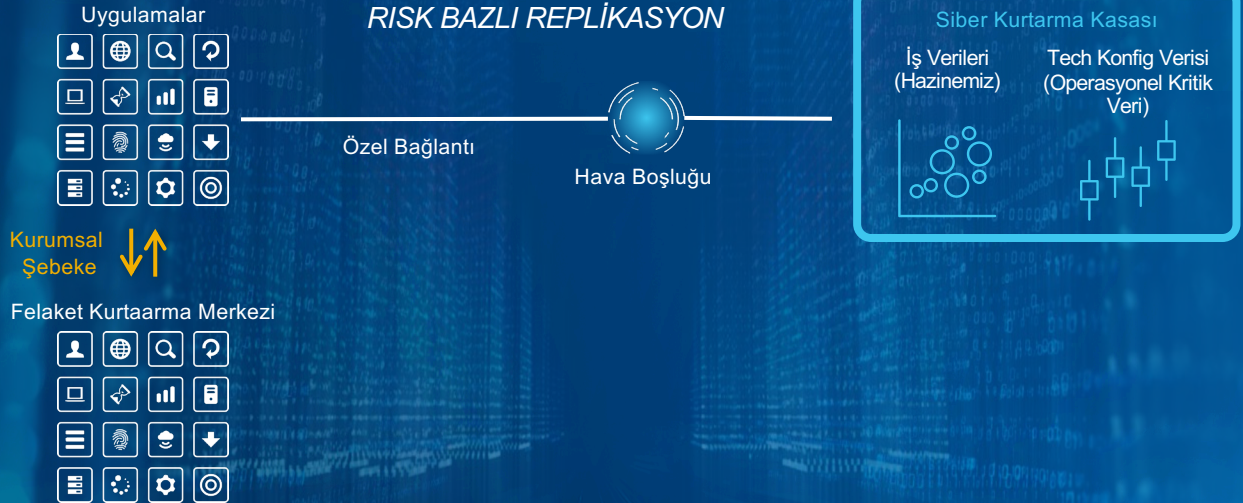 Uygulamalar
RISK BAZLI REPLİKASYON
Siber Kurtarma Kasası
İş Verileri
(Hazinemiz)
Tech Konfig Verisi
(Operasyonel Kritik
Veri)
Özel Bağlantı
Hava Boşluğu
Kurumsal
Şebeke
Felaket Kurtaarma Merkezi